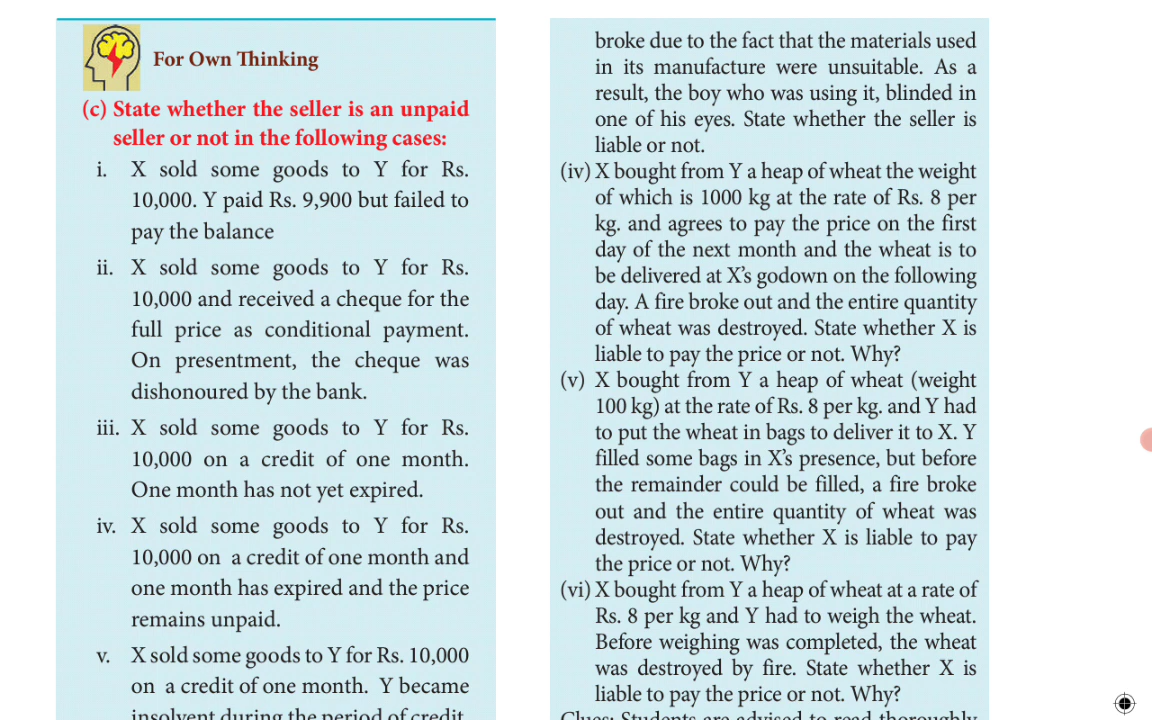 For Own Thinking
(c) State whether the seller is an unpaid
seller or not in the following cases:
i. X sold some goods to Y for Rs.
10,000. Y paid Rs. 9,900 but failed to
pay the balance
ii. X sold some goods to Y for Rs.
10,000 and received a cheque for the
full price as conditional payment.
On presentment, the cheque was
dishonoured by the bank.
iii. X sold some goods to Y for Rs.
10,000 on a credit of one month.
One month has not yet expired.
iv. X sold some goods to Y for Rs.
10,000 on a credit of one month and
one month has expired and the price
remains unpaid.
v. X sold some goods to Y for Rs. 10,000
on a credit of one month. Y became
insolvent during the period of credit.
broke due to the fact that the materials used
in its manufacture were unsuitable. As a
result, the boy who was using it, blinded in
one of his eyes. State whether the seller is
liable or not.
(iv) X bought from Y a heap of wheat the weight
of which is 1000 kg at the rate of Rs. 8 per
kg. and agrees to pay the price on the first
day of the next month and the wheat is to
be delivered at X’s godown on the following
day. A fire broke out and the entire quantity
of wheat was destroyed. State whether X is
liable to pay the price or not. Why?
(v) X bought from Y a heap of wheat (weight
100 kg) at the rate of Rs. 8 per kg. and Y had
to put the wheat in bags to deliver it to X. Y
filled some bags in X’s presence, but before
the remainder could be filled, a fire broke
out and the entire quantity of wheat was
destroyed. State whether X is liable to pay
the price or not. Why?
(vi) X bought from Y a heap of wheat at a rate of
Rs. 8 per kg and Y had to weigh the wheat.
Before weighing was completed, the wheat
was destroyed by fire. State whether X is
liable to pay the price or not. Why?
Clues: Students are advised to read thoroughly